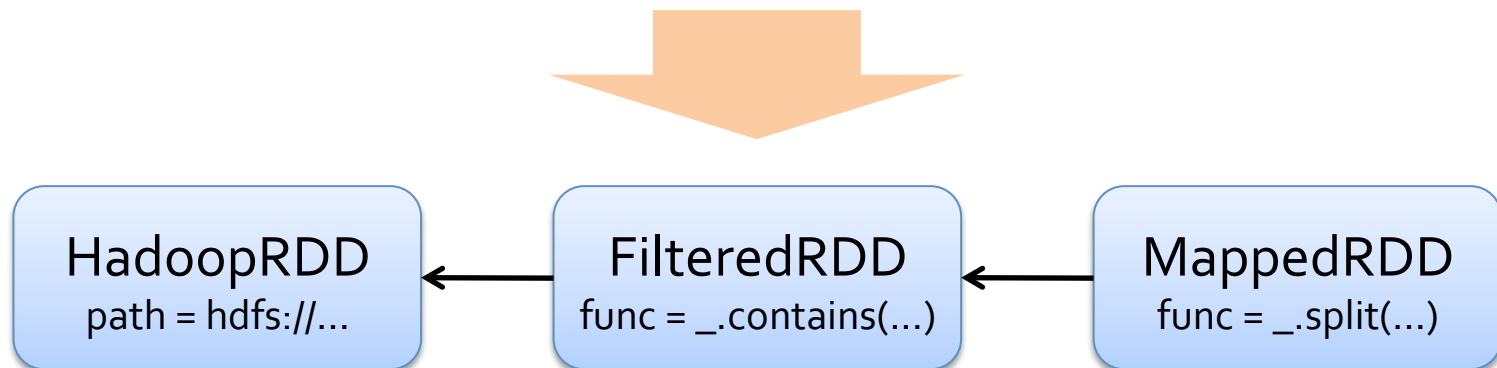 HadoopRDD
path = hdfs://...
FilteredRDD
func = _.contains(...)
MappedRDD
func = _.split(...)